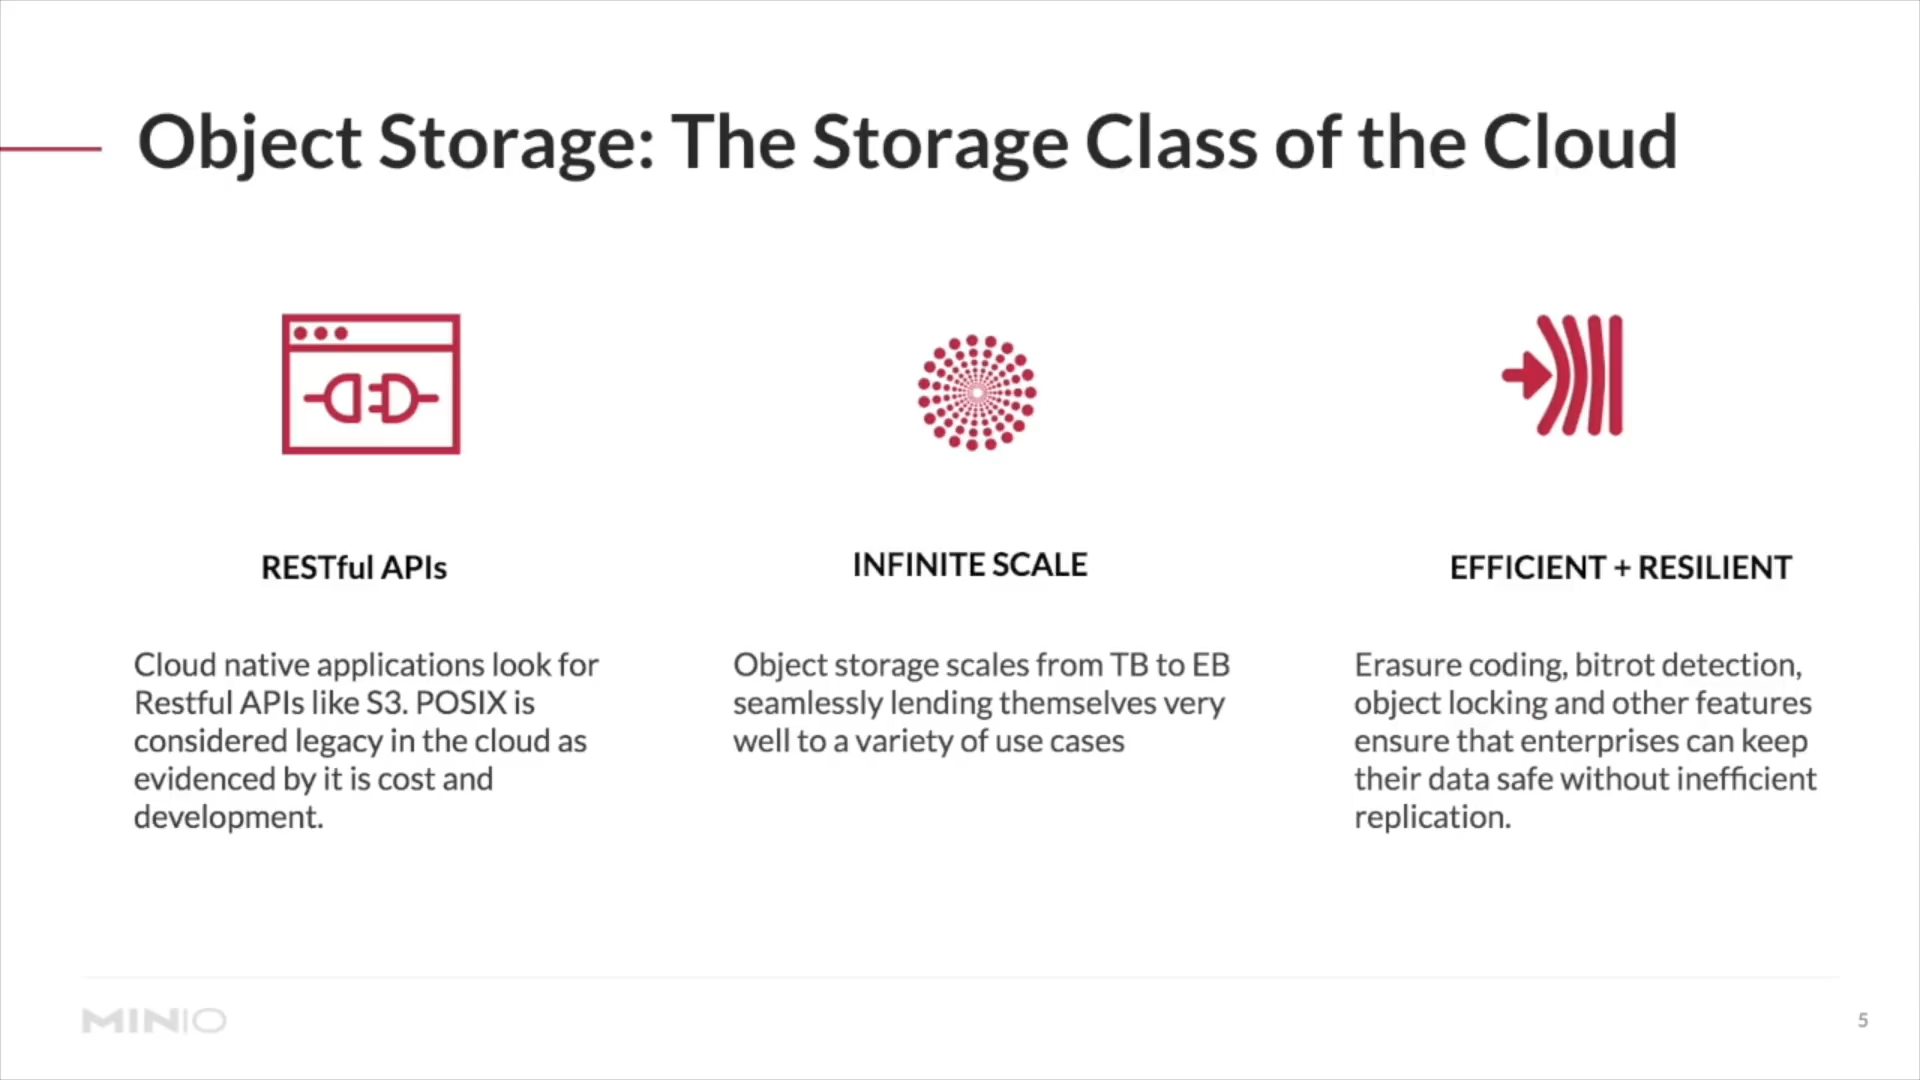 Object Storage: The Storage Class of the Cloud
RESTful APIs
Cloud native applications look for
Restful APIs like S3. POSIX is
considered legacy in the cloud as
evidenced by it is cost and
development.
INFINITE SCALE
Object storage scales from TB to EB
seamlessly lending themselves very
well to a variety of use cases
EFFICIENT + RESILIENT
Erasure coding, bitrot detection,
object locking and other features
ensure that enterprises can keep
their data safe without inefficient
replication.
MINIO
5